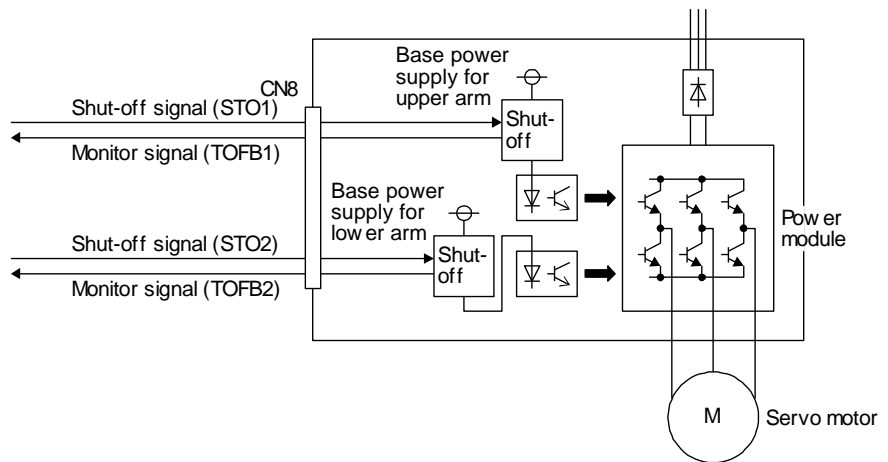 Base power
supply for
upper arm
CN8
Shut-off signal (STO1)
Shut-
off
Monitor signal (TOFB1)
Base power
supply for
lower arm
Power
module
Shut-off signal (STO2)
Shut-
off
Monitor signal (TOFB2)
M
Servo motor